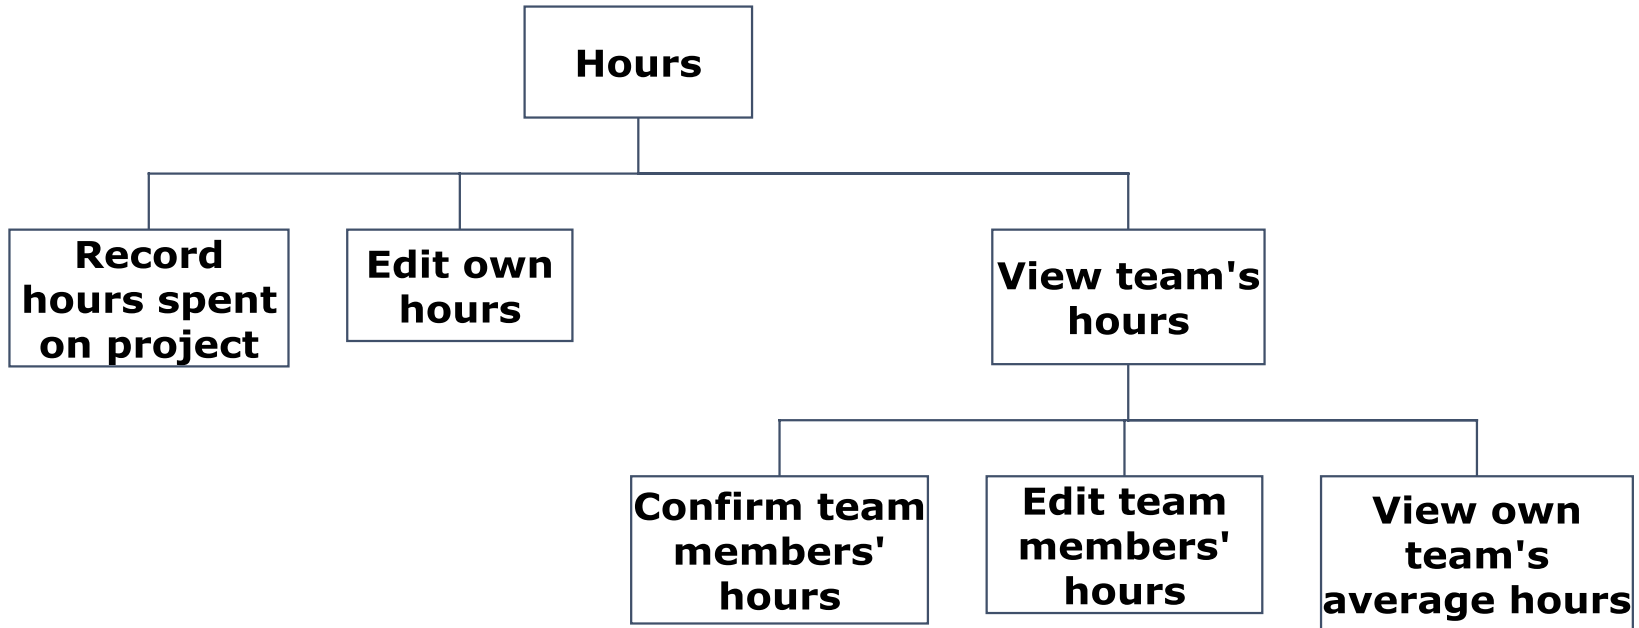 Hours
Record
hours spent
on project
Edit own
hours
View team's
hours
Confirm team
members'
hours
Edit team
members'
hours
View own
team's
average hours